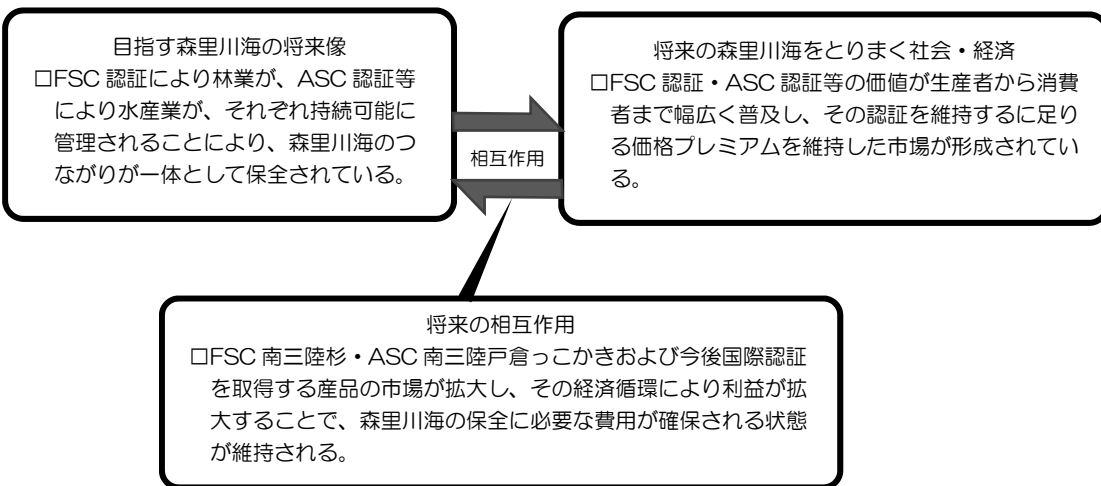 目指す森里川海の将来像
□FSC 認証により林業が、ASC 認証等
により水産業が、それぞれ持続可能に
管理されることにより、森里川海のつ
ながりが一体として保全されている。
相互作用
将来の森里川海をとりまく社会・経済
□FSC 認証・ASC 認証等の価値が生産者から消費
者まで幅広く普及し、その認証を維持するに足り
る価格プレミアムを維持した市場が形成されてい
る。
将来の相互作用
□FSC 南三陸杉・ASC 南三陸戸倉っこかきおよび今後国際認証
を取得する産品の市場が拡大し、その経済循環により利益が拡
大することで、森里川海の保全に必要な費用が確保される状態
が維持される。